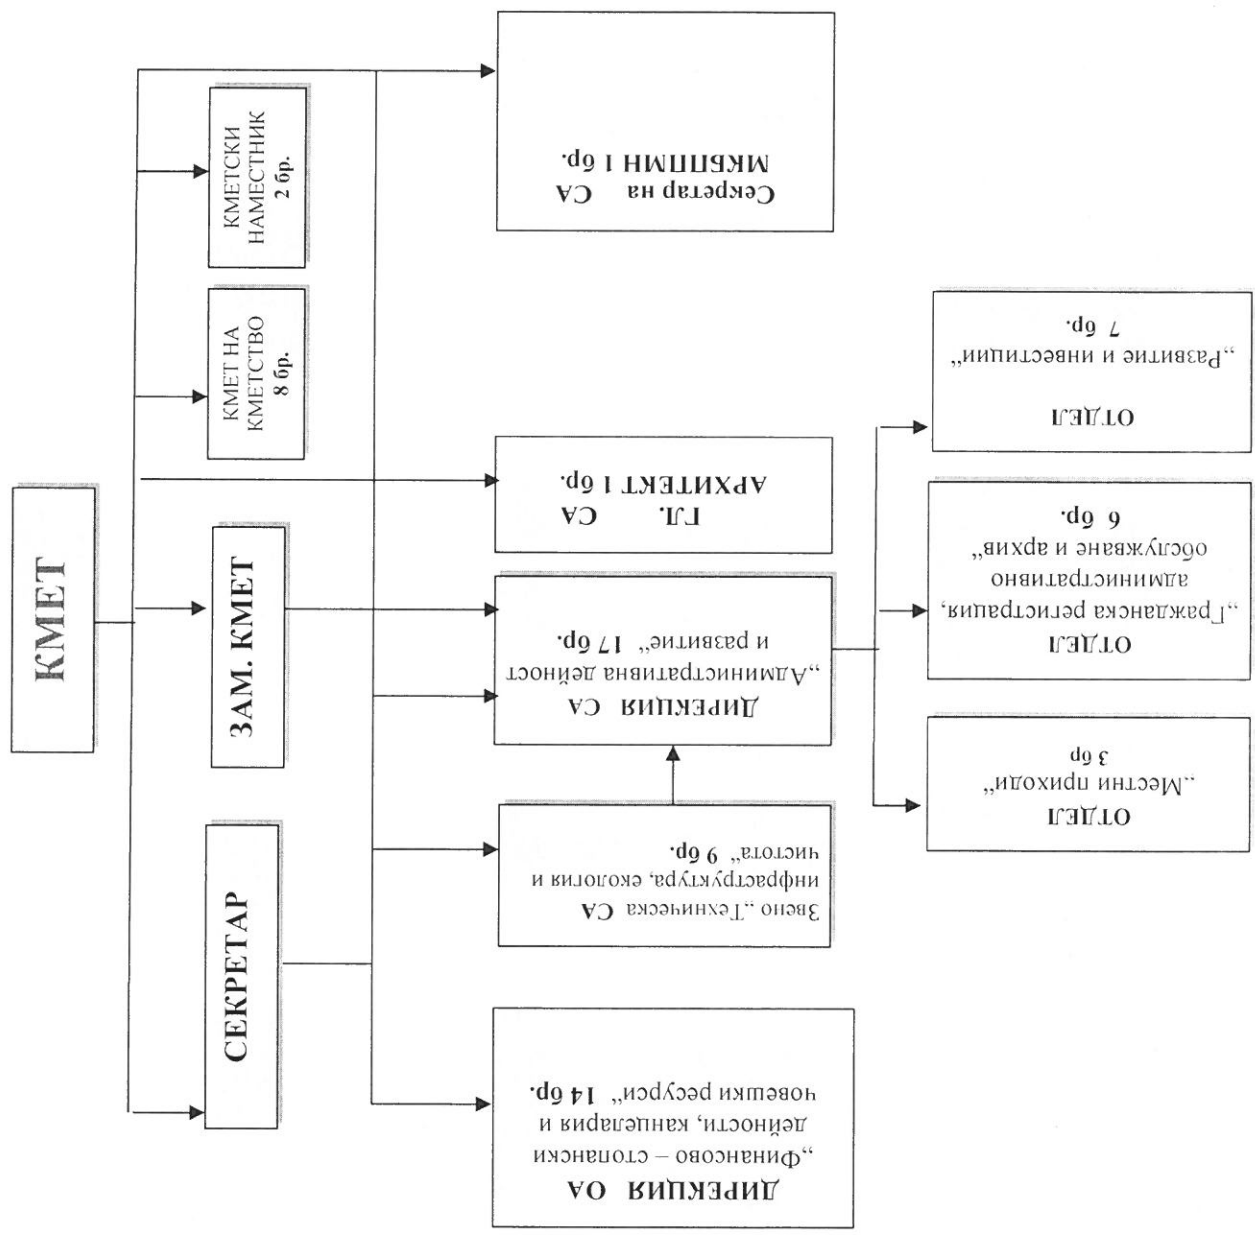 КМЕТ
СЕКРЕТАР
ЗАМ. КМЕТ
КМЕТ НА
КМЕТСТВО
8 бр.
КМЕТСКИ
НАМЕСТНИК
2 бр.
ДИРЕКЦИЯ ОА
„Финансово – стопански
дейности, канцелария и
човешки ресурси“ 14 бр.
Звено „Техническа СА
инфраструктура, екология и
чистота“ 9 бр.
ДИРЕКЦИЯ СА
„Административна дейност
и развитие“ 17 бр.
ГЛ. СА
АРХИТЕКТ 1 бр.
Секретар на СА
МКБППМН 1 бр.
ОТДЕЛ
„Местни приходи“
3 бр
ОТДЕЛ
„Гражданска регистрация,
административно
обслужване и архив“
6 бр.
ОТДЕЛ
„Развитие и инвестиции“
7 бр.